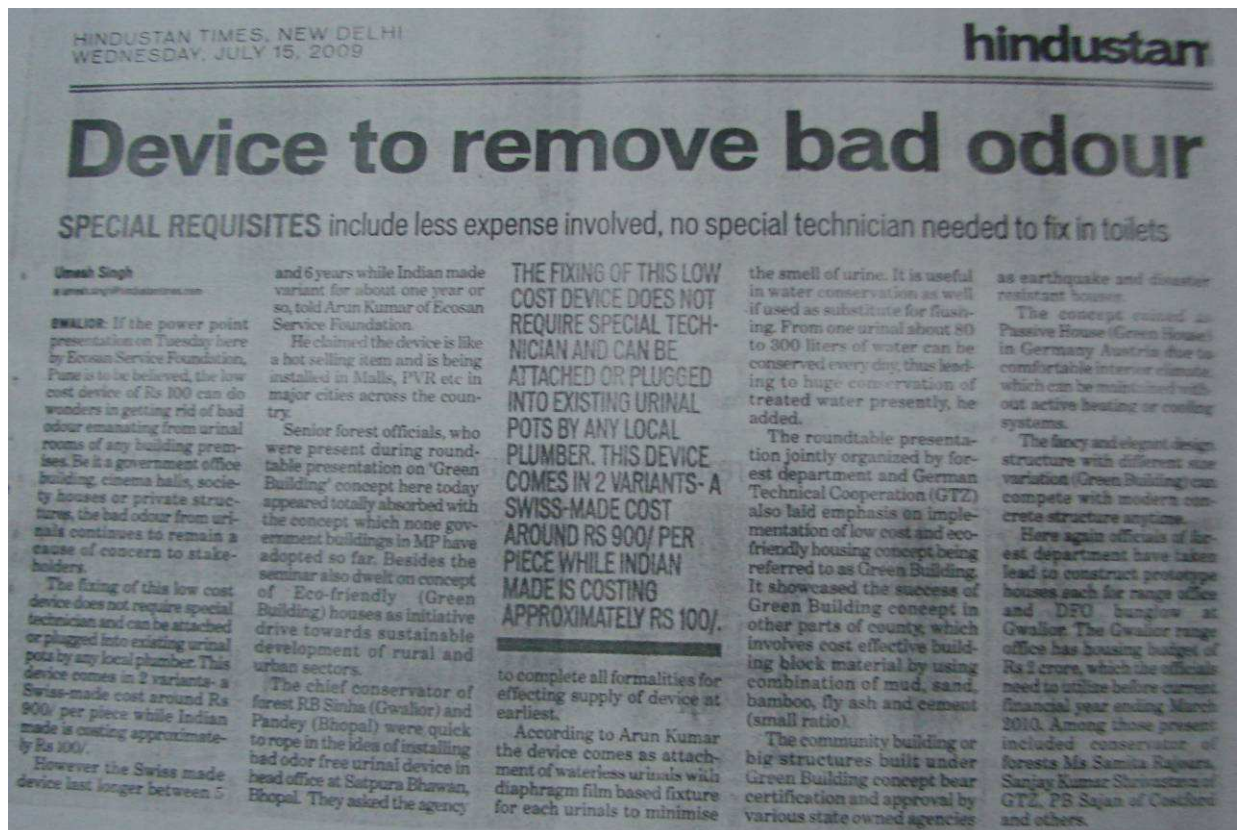 HINDUSTAN TIMES, NEW DELHI
WEDNESDAY, JULY 15, 2009
hindustan
Device to remove bad odour
SPECIAL REQUISITES include less expense involved, no special technician needed to fix in toilets
Umesh Singh
GWALIOR: If the power point
presentation on Tuesday here
by Ecosan Service Foundation,
Pune is to be believed, the low
cost device of Rs 100 can do
wonders in getting rid of bad
odour emanating from urinal
rooms of any building prem-
ises. Be it a government office
building, cinema halls, socie-
ty houses or private struc-
tures, the bad odour from uri-
nals continues to remain a
cause of concern to stake-
holders.
The fixing of this low cost
device does not require special
technician and can be attached
or plugged into existing urinal
pots by any local plumber. This
device comes in 2 variants- a
Swiss-made cost around Rs
900/ per piece while Indian
made is costing approximate-
ly Rs 100/.
However the Swiss made
device last longer between 5
and 6 years while Indian made
variant for about one year or
so, told Arun Kumar of Ecosan
Service Foundation.
He claimed the device is like
a hot selling item and is being
installed in Malls, PVR etc in
major cities across the coun-
try.
Senior forest officials, who
were present during round-
table presentation on 'Green
Building' concept here today
appeared totally absorbed with
the concept which none gov-
ernment buildings in MP have
adopted so far. Besides the
seminar also dwelt on concept
of Eco-friendly (Green
Building) houses as initiative
drive towards sustainable
development of rural and
urban sectors.
The chief conservator of
forest RB Sinha (Gwalior) and
Pandey (Bhopal) were quick
to rope in the idea of installing
bad odor free urinal device in
head office at Satpura Bhawan,
Bhopal. They asked the agency
THE FIXING OF THIS LOW
COST DEVICE DOES NOT
REQUIRE SPECIAL TECH-
NICIAN AND CAN BE
ATTACHED OR PLUGGED
INTO EXISTING URINAL
POTS BY ANY LOCAL
PLUMBER. THIS DEVICE
COMES IN 2 VARIANTS- A
SWISS-MADE COST
AROUND RS 900/ PER
PIECE WHILE INDIAN
MADE IS COSTING
APPROXIMATELY RS 100/.
to complete all formalities for
effecting supply of device at
earliest.
According to Arun Kumar
the device comes as attach-
ment of waterless urinals with
diaphragm film based fixture
for each urinals to minimise
the smell of urine. It is useful
in water conservation as well
if used as substitute for flush-
ing. From one urinal about 80
to 300 liters of water can be
conserved every day, thus lead-
ing to huge conservation of
treated water presently, he
added.
The roundtable presenta-
tion jointly organized by for-
est department and German
Technical Cooperation (GTZ)
also laid emphasis on imple-
mentation of low cost and eco-
friendly housing concept being
referred to as Green Building.
It showcased the success of
Green Building concept in
other parts of county, which
involves cost effective build-
ing block material by using
combination of mud, sand,
bamboo, fly ash and cement
(small ratio).
The community building or
big structures built under
Green Building concept bear
certification and approval by
various state owned agencies
as earthquake and disaster
resistant houses.
The concept coined as
Passive House (Green House)
in Germany Austria due to
comfortable interior climate,
which can be maintained with-
out active heating or cooling
systems.
The fancy and elegant design
structure with different size
variation (Green Building) can
compete with modern con-
crete structure anytime.
Here again officials of for-
est department have taken
lead to construct prototype
houses each for range office
and DFO bunglow at
Gwalior. The Gwalior range
office has housing budget of
Rs 2 crore, which the officials
need to utilize before current
financial year ending March
2010. Among those present
included conservator of
forests Ms Samita Rajoura,
Sanjay Kumar of
GTZ, PB Sajan of Costford
and others.